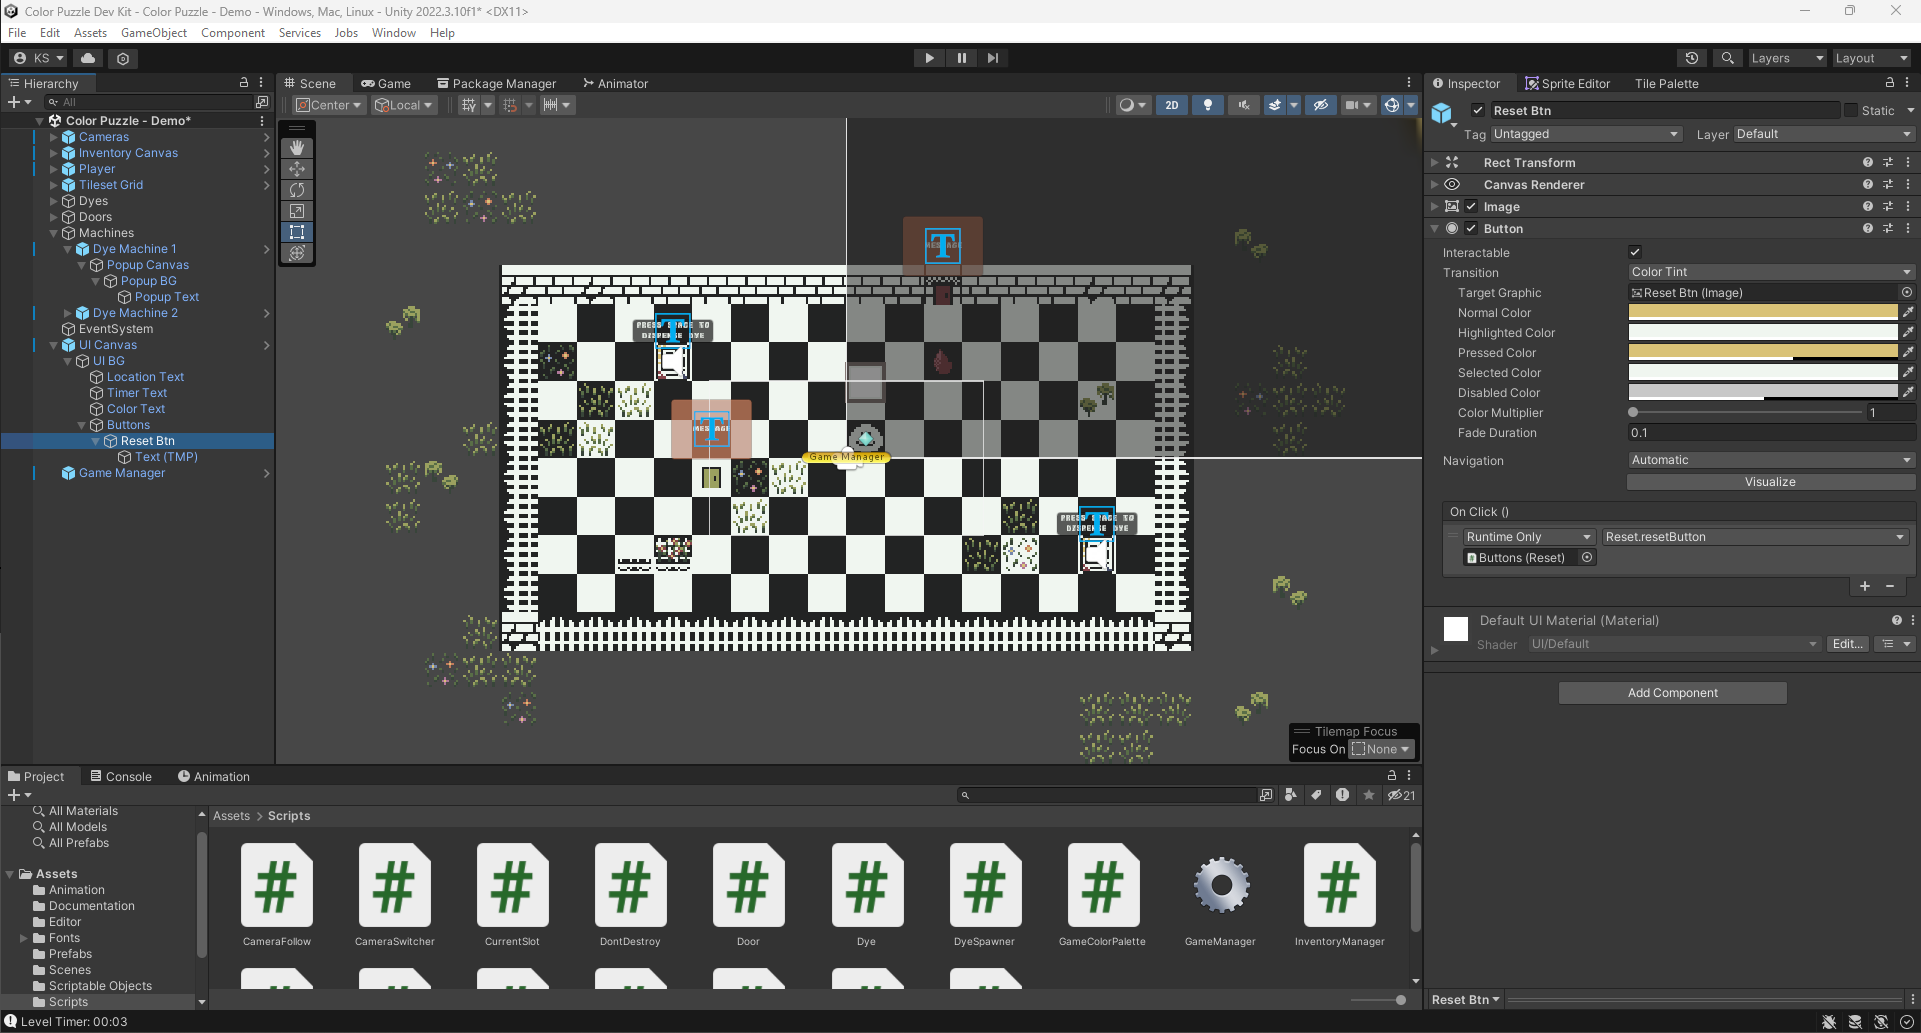 Color Puzzle Dev Kit - Color Puzzle - Demo - Windows, Mac, Linux - Unity 2022.3.10f1* <DX11>
File Edit Assets GameObject Component Services Jobs Window Help
KS
Layers
Layout
Hierarchy
All
Color Puzzle - Demo*
Cameras
Inventory Canvas
Player
Tileset Grid
Dyes
Doors
Machines
Dye Machine 1
Popup Canvas
Popup BG
Popup Text
Dye Machine 2
EventSystem
UI Canvas
UI BG
Location Text
Timer Text
Color Text
Buttons
Reset Btn
Text (TMP)
Game Manager
Scene Game Package Manager Animator
Center Local
2D
PRESS SPACE TO
DISPENSE DYE
Game Manager
PRESS SPACE TO
DISPENSE DYE
Tilemap Focus
Focus On None
Inspector Sprite Editor Tile Palette
Reset Btn
Static
Tag Untagged Layer Default
Rect Transform
Canvas Renderer
Image
Button
Interactable
Transition Color Tint
Target Graphic Reset Btn (Image)
Normal Color
Highlighted Color
Pressed Color
Selected Color
Disabled Color
Color Multiplier 1
Fade Duration 0.1
Navigation Automatic
Visualize
On Click ()
Runtime Only Reset.resetButton
Buttons (Reset)
+ -
Default UI Material (Material)
Shader UI/Default Edit...
Add Component
Reset Btn
Project Console Animation
21
All Materials
All Models
All Prefabs
Assets
Animation
Documentation
Editor
Fonts
Prefabs
Scenes
Scriptable Objects
Scripts
Assets > Scripts
CameraFollow CameraSwitcher CurrentSlot DontDestroy Door Dye DyeSpawner GameColorPalette GameManager InventoryManager
Level Timer: 00:03